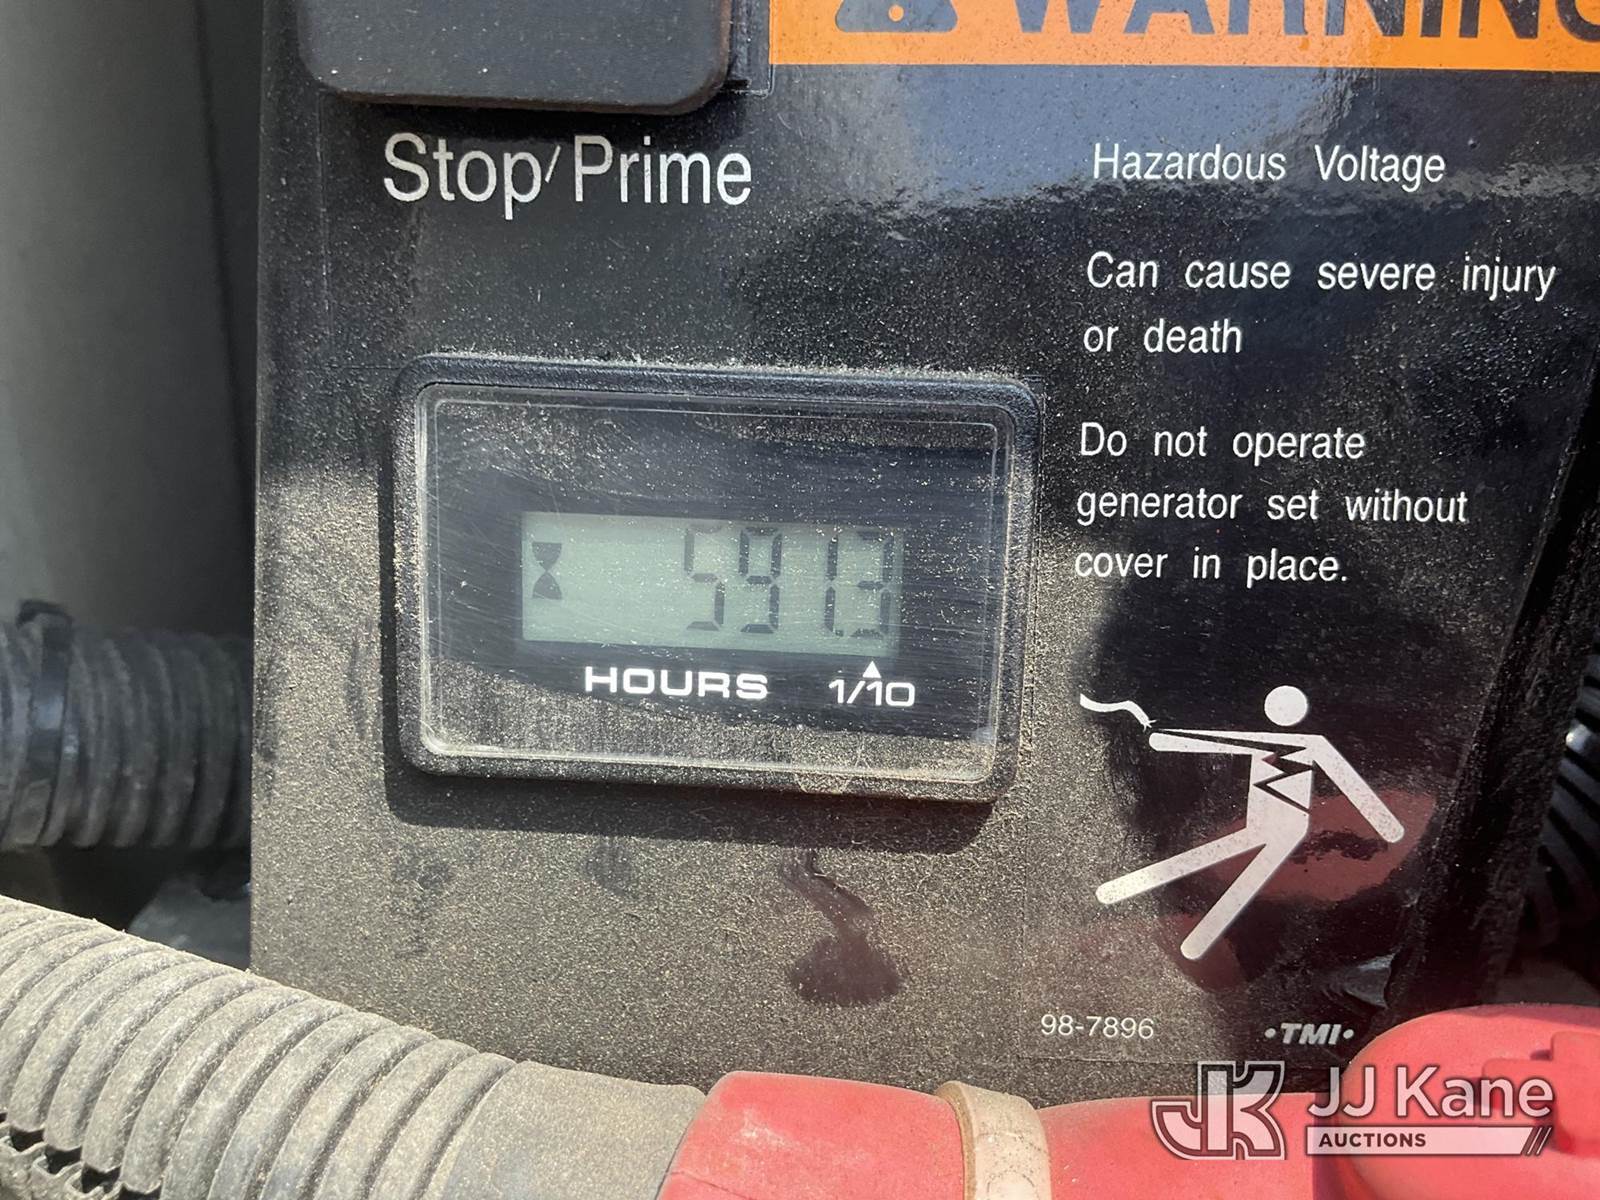 WARNING
Stop/Prime
Hazardous Voltage
Can cause severe injury
or death
Do not operate
generator set without
cover in place.
591.3
HOURS 1/10
98-7896 •TMI•
JK JJ Kane
AUCTIONS